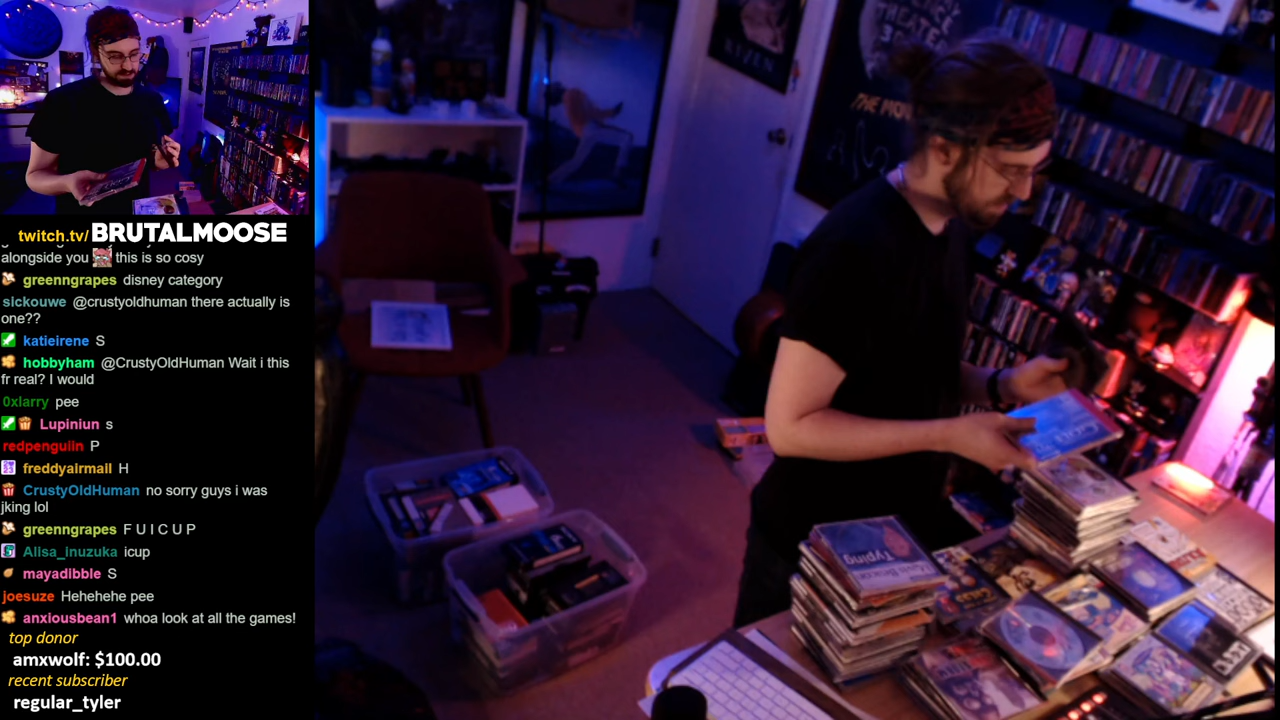 twitch.tv/BRUTALMOOSE
alongside you this is so cosy
greenngrapes disney category
sickouwe @crustyoldhuman there actually is
one??
katieirene S
hobbyham @CrustyOldHuman Wait i this
fr real? I would
0xlarry pee
Lupiniun s
redpenguiin P
freddyairmail H
CrustyOldHuman no sorry guys i was
jking lol
greenngrapes F U I C U P
Alisa_inuzuka icup
mayadibble S
joesuze Hehehehe pee
anxiousbean1 whoa look at all the games!
top donor
amxwolf: $100.00
recent subscriber
regular_tyler
THEATER
THE MO
Typing